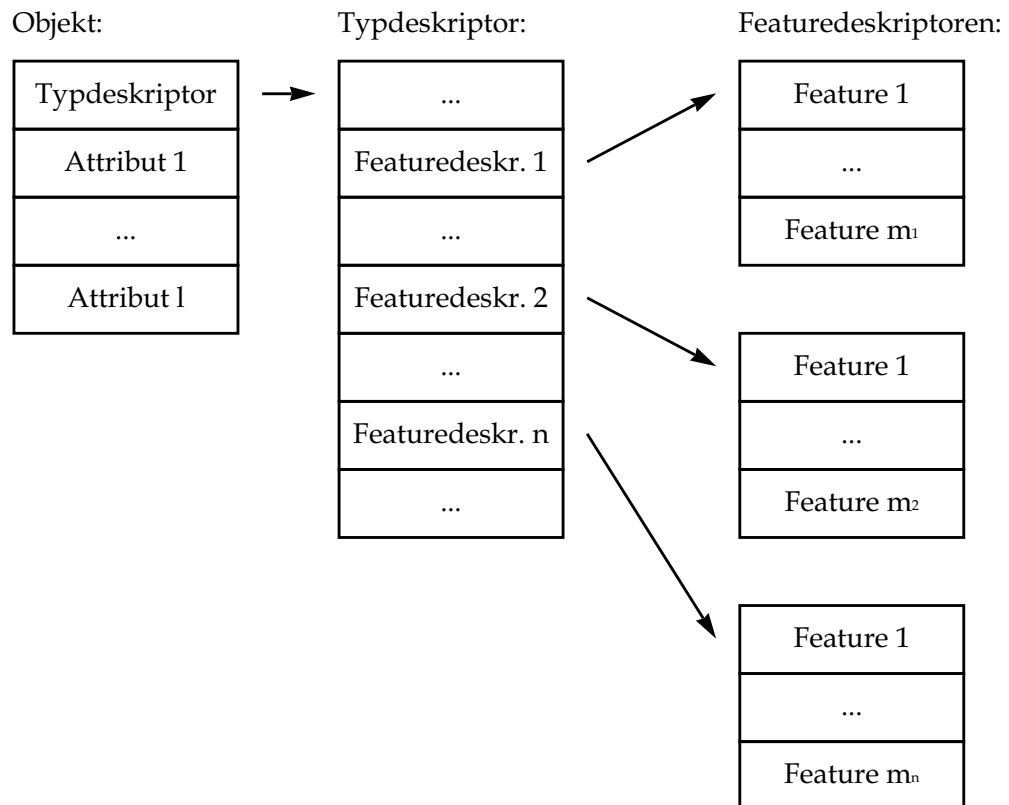 Objekt:
Typdeskriptor
Attribut 1
...
Attribut l
Typdeskriptor:
...
Featuredeskr. 1
...
Featuredeskr. 2
...
Featuredeskr. n
...
Featuredeskriptoren:
Feature 1
...
Feature m₁
Feature 1
...
Feature m₂
Feature 1
...
Feature mₙ